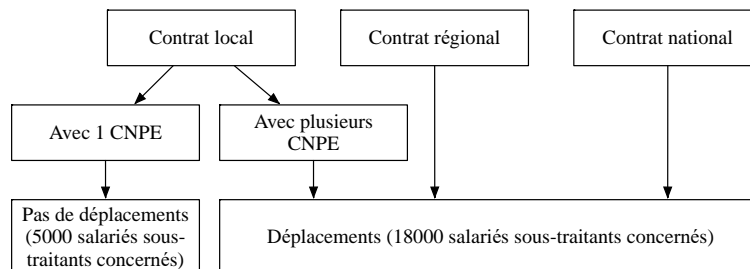 Contrat local
Contrat régional
Contrat national
Avec 1 CNPE
Avec plusieurs
CNPE
Pas de déplacements
(5000 salariés sous-
traitants concernés)
Déplacements (18000 salariés sous-traitants concernés)